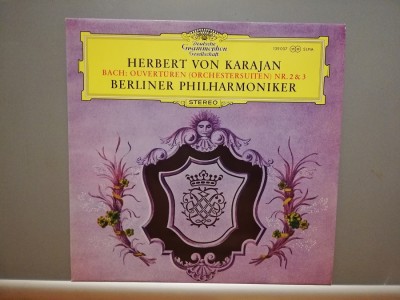 Deutsche
Grammophon
Gesellschaft
HERBERT VON KARAJAN
BACH: OUVERTÜREN (ORCHESTERSUITEN) NR. 2 & 3
BERLINER PHILHARMONIKER
STEREO